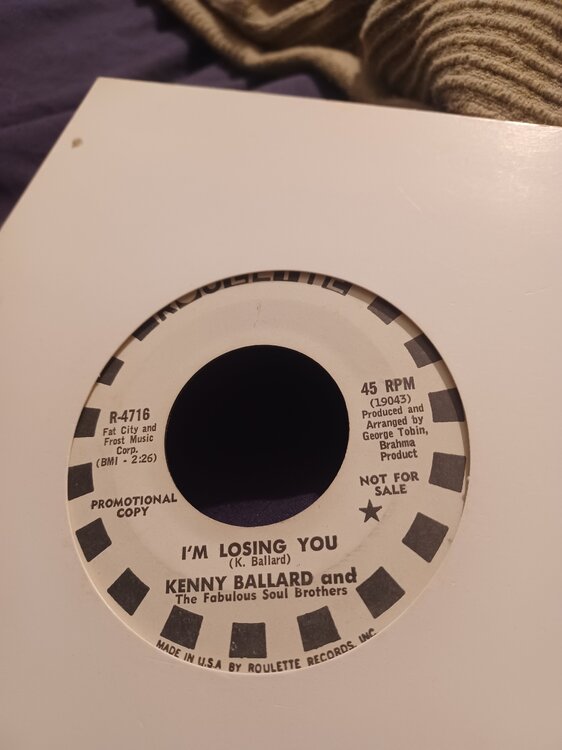 ROULETTE
R-4716
Fat City and
Frost Music
Corp.
(BMI - 2:26)
PROMOTIONAL
COPY
45 RPM
(19043)
Produced and
Arranged by
George Tobin,
Brahma
Product
NOT FOR
SALE
I'M LOSING YOU
(K. Ballard)
KENNY BALLARD and
The Fabulous Soul Brothers
MADE IN U.S.A BY ROULETTE RECORDS, INC.